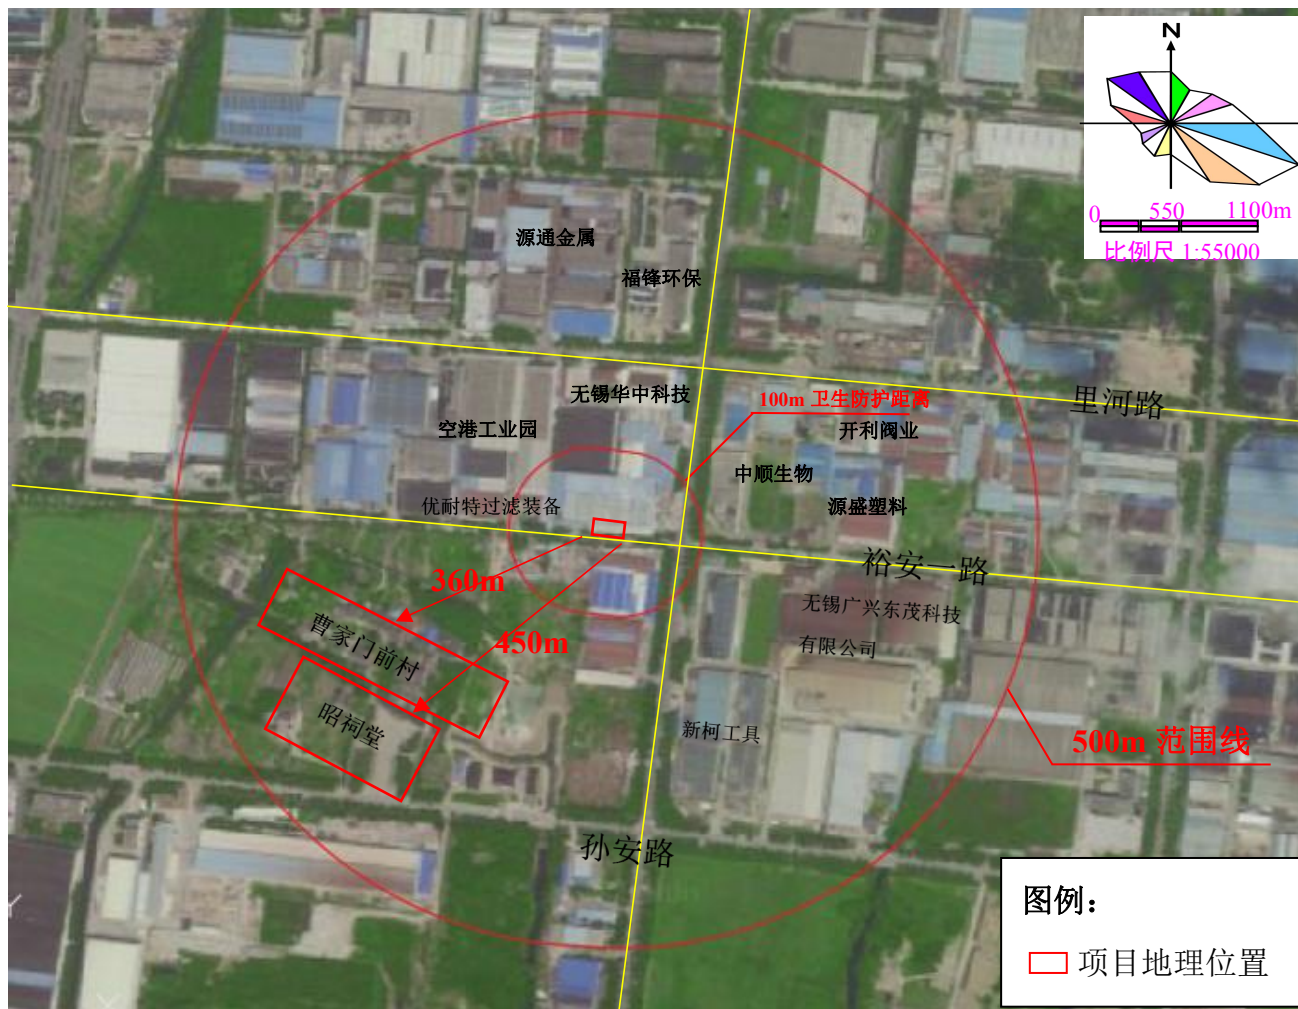 N
0 550 1100m
比例尺 1:55000
源通金属
福锋环保
无锡华中科技
100m 卫生防护距离
里河路
空港工业园
开利阀业
中顺生物
优耐特过滤装备
源盛塑料
裕安一路
360m
无锡广兴东茂科技
有限公司
曹家门前村
450m
昭祠堂
新柯工具
500m 范围线
孙安路
图例：
项目地理位置